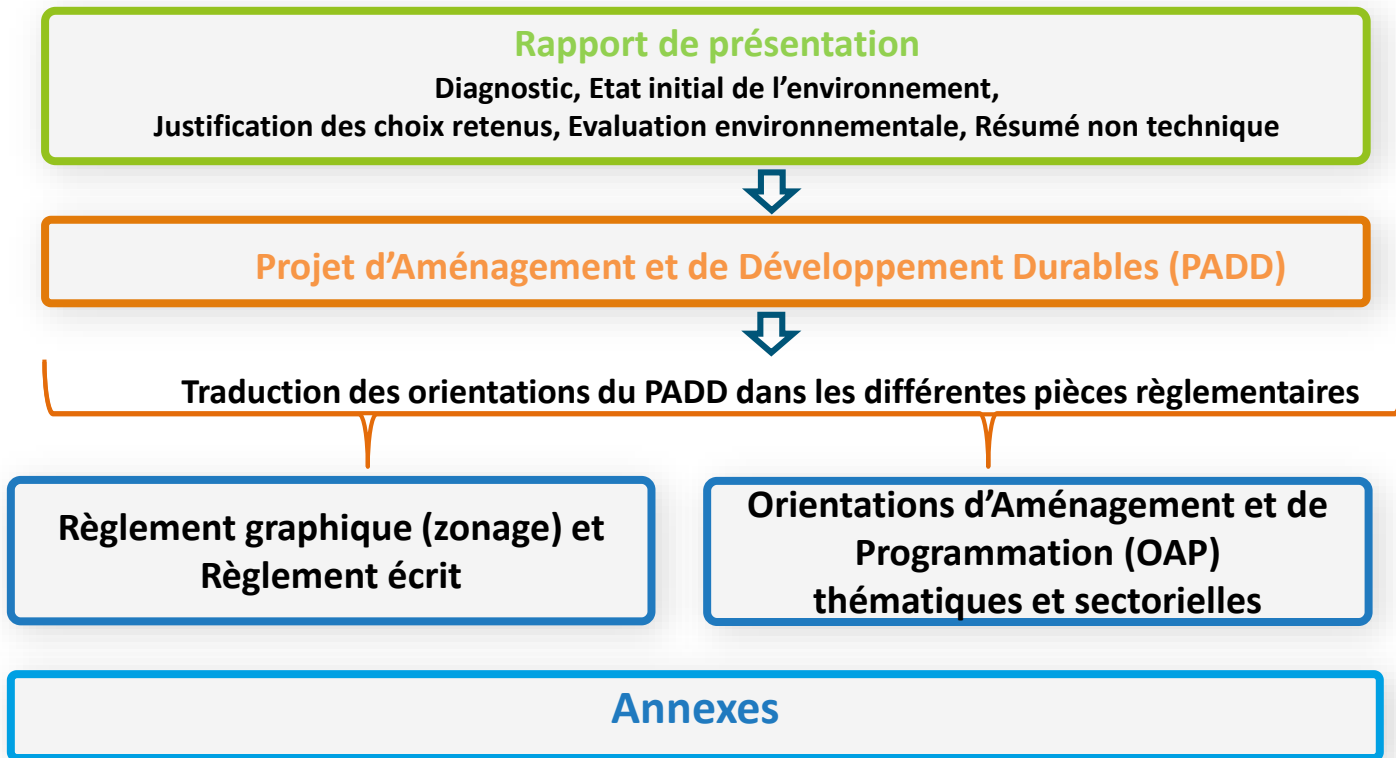 Rapport de présentation
Diagnostic, Etat initial de l’environnement,
Justification des choix retenus, Evaluation environnementale, Résumé non technique
Projet d’Aménagement et de Développement Durables (PADD)
Traduction des orientations du PADD dans les différentes pièces règlementaires
Règlement graphique (zonage) et
Règlement écrit
Orientations d’Aménagement et de
Programmation (OAP)
thématiques et sectorielles
Annexes